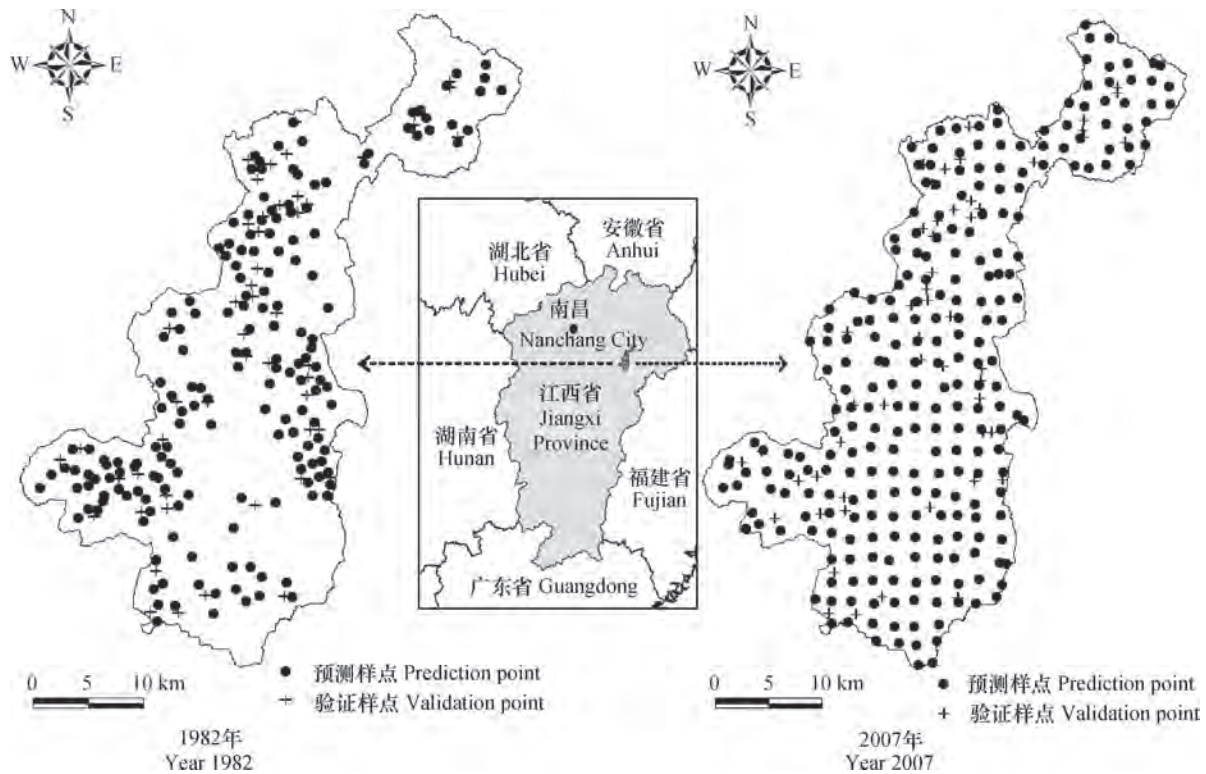 N
W E
S
N
W E
S
安徽省
Anhui
湖北省
Hubei
南昌
Nanchang City
江西省
Jiangxi
Province
湖南省
Hunan
福建省
Fujian
广东省 Guangdong
预测样点 Prediction point
验证样点 Validation point
0 5 10 km
1982年
Year 1982
预测样点 Prediction point
验证样点 Validation point
0 5 10 km
2007年
Year 2007